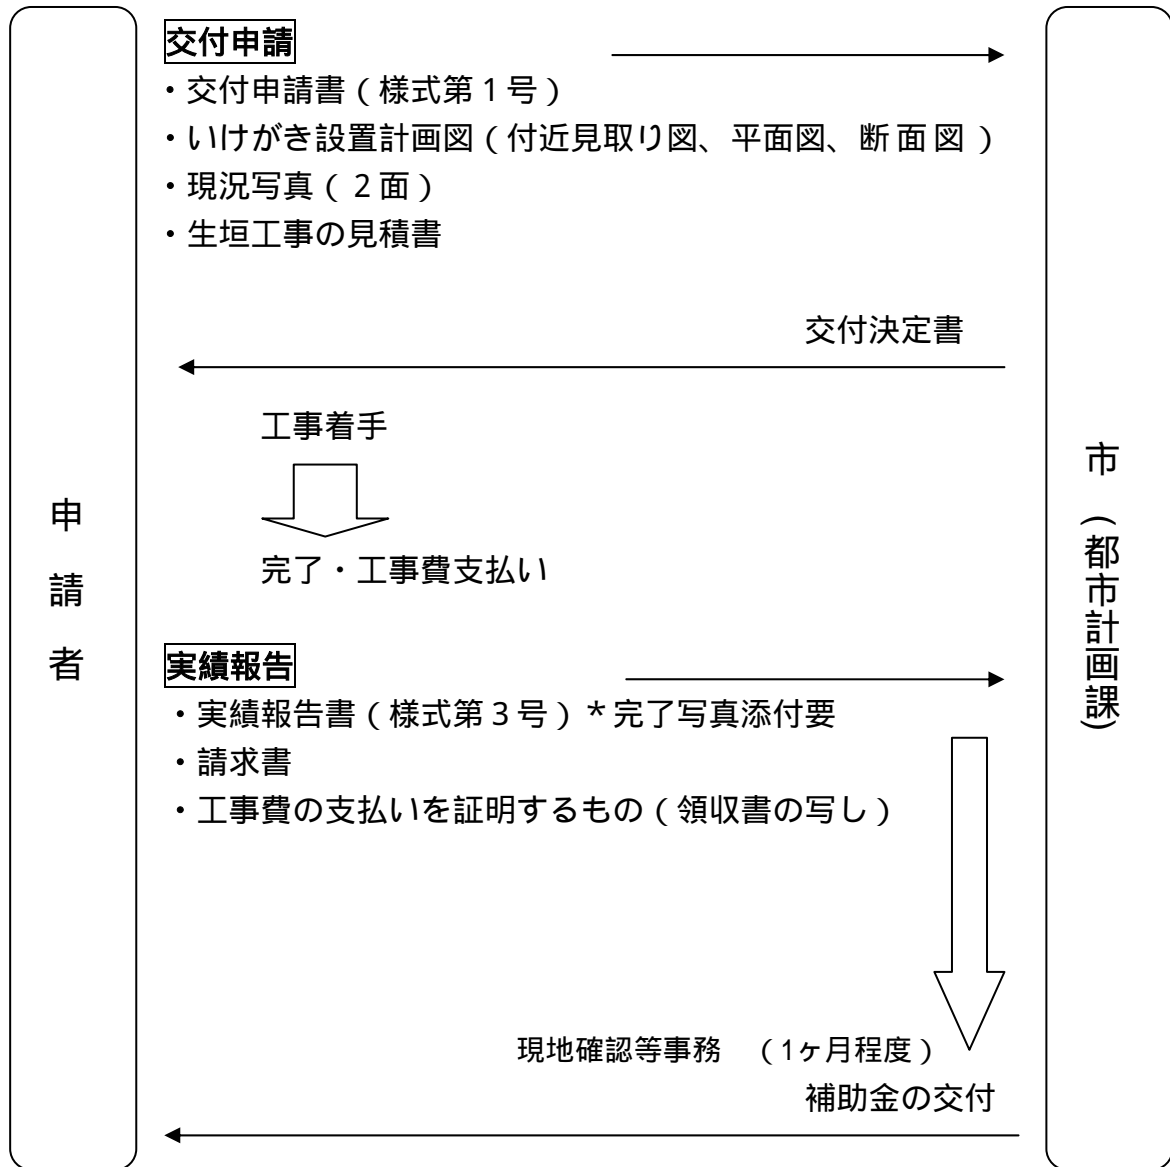 交付申請
・交付申請書（様式第１号）
・いけがき設置計画図（付近見取り図、平面図、断面図）
・現況写真（２面）
・生垣工事の見積書
交付決定書
工事着手
完了・工事費支払い
申請者
市（都市計画課）
実績報告
・実績報告書（様式第３号）＊完了写真添付要
・請求書
・工事費の支払いを証明するもの（領収書の写し）
現地確認等事務　（1ヶ月程度）
補助金の交付